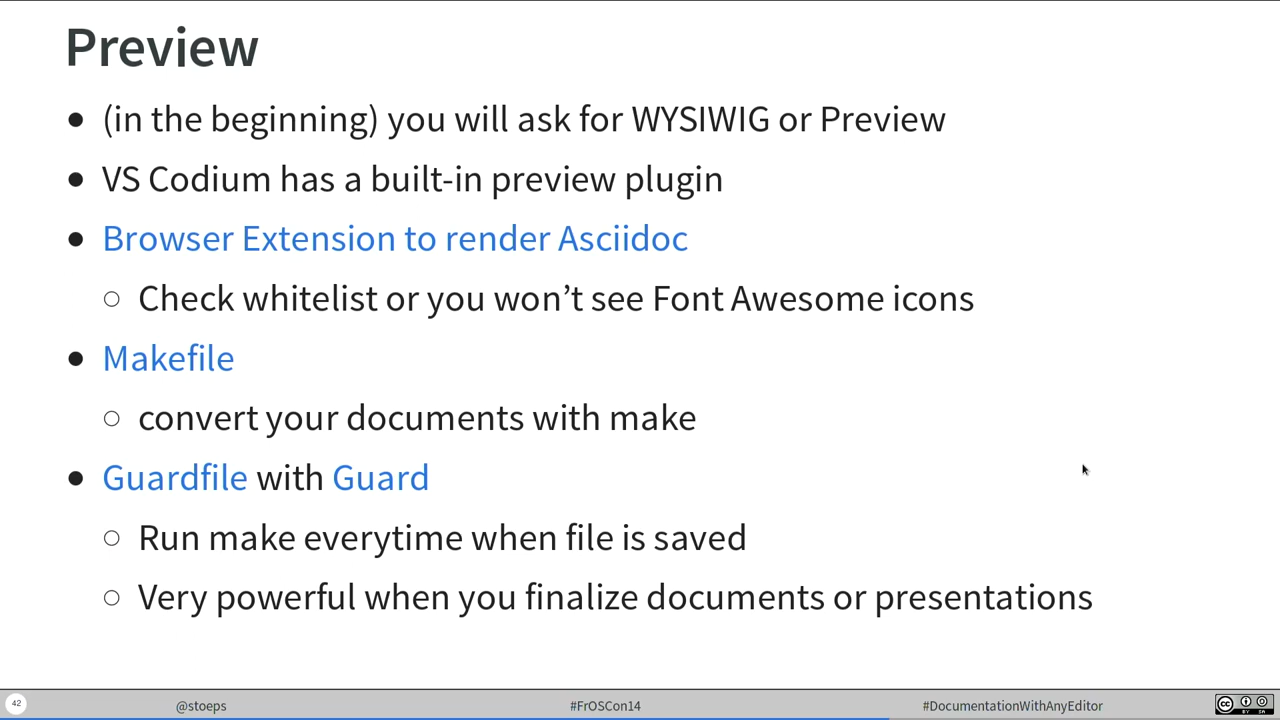 Preview
● (in the beginning) you will ask for WYSIWIG or Preview
● VS Codium has a built-in preview plugin
● Browser Extension to render Asciidoc
○ Check whitelist or you won’t see Font Awesome icons
● Makefile
○ convert your documents with make
● Guardfile with Guard
○ Run make everytime when file is saved
○ Very powerful when you finalize documents or presentations
42 @stoeps #FrOSCon14 #DocumentationWithAnyEditor cc BY SA